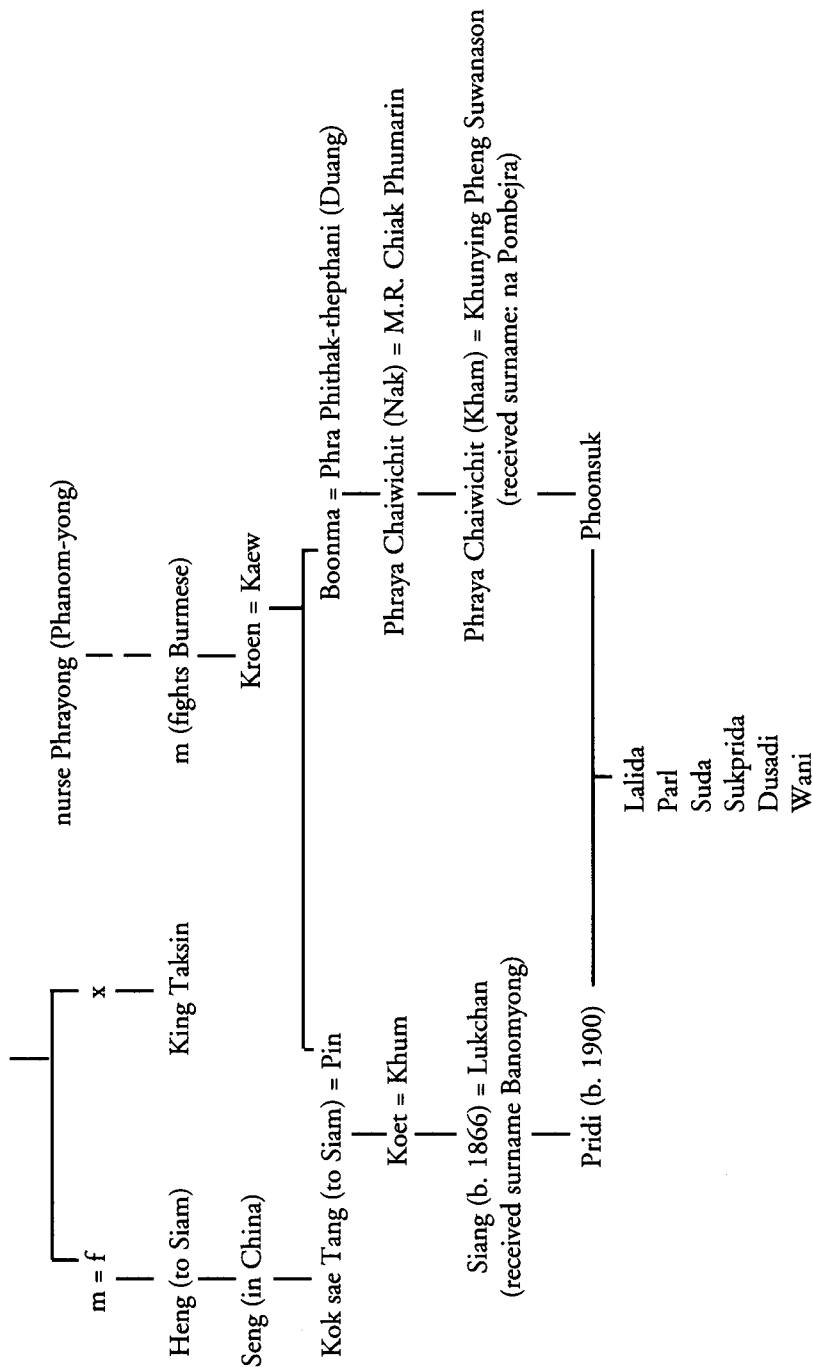 nurse Phrayong (Phanom-yong)
m = f
x
Heng (to Siam)
King Taksin
m (fights Burmese)
Seng (in China)
Kroen = Kaew
Kok sae Tang (to Siam) = Pin
Boonma = Phra Phithak-thepthani (Duang)
Koet = Khum
Phraya Chaiwichit (Nak) = M.R. Chiak Phumarin
Siang (b. 1866) = Lukchan
(received surname Banomyong)
Phraya Chaiwichit (Kham) = Khunying Pheng Suwanason
(received surname: na Pombejra)
Pridi (b. 1900)
Phoonsuk
Lalida
Parl
Suda
Sukprida
Dusadi
Wani